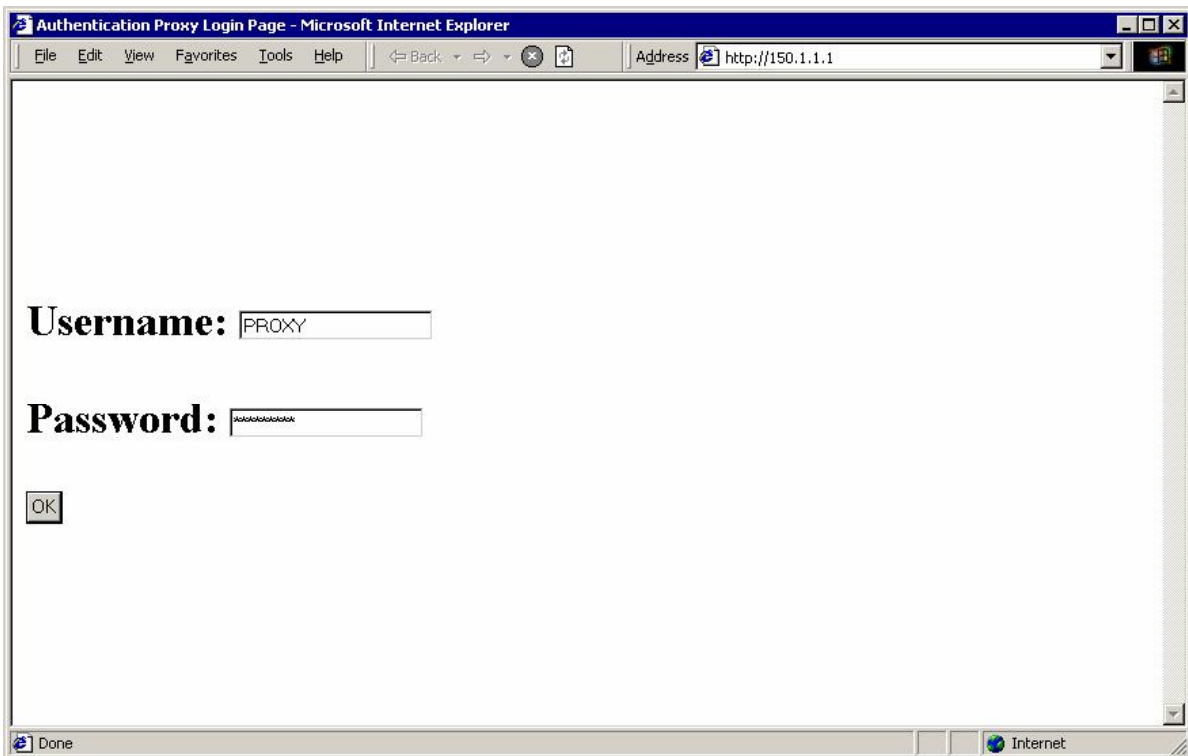 Authentication Proxy Login Page - Microsoft Internet Explorer
File Edit View Favorites Tools Help Back Address http://150.1.1.1
Username: PROXY
Password: **********
OK
Done Internet